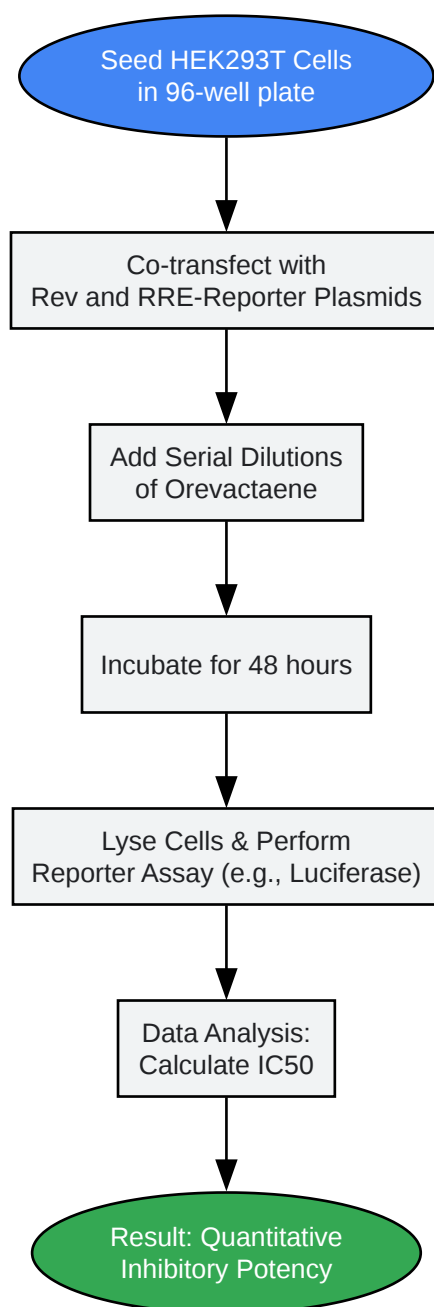 Seed HEK293T Cells
in 96-well plate
Co-transfect with
Rev and RRE-Reporter Plasmids
Add Serial Dilutions
of Orevactaene
Incubate for 48 hours
Lyse Cells & Perform
Reporter Assay (e.g., Luciferase)
Data Analysis:
Calculate IC50
Result: Quantitative
Inhibitory Potency